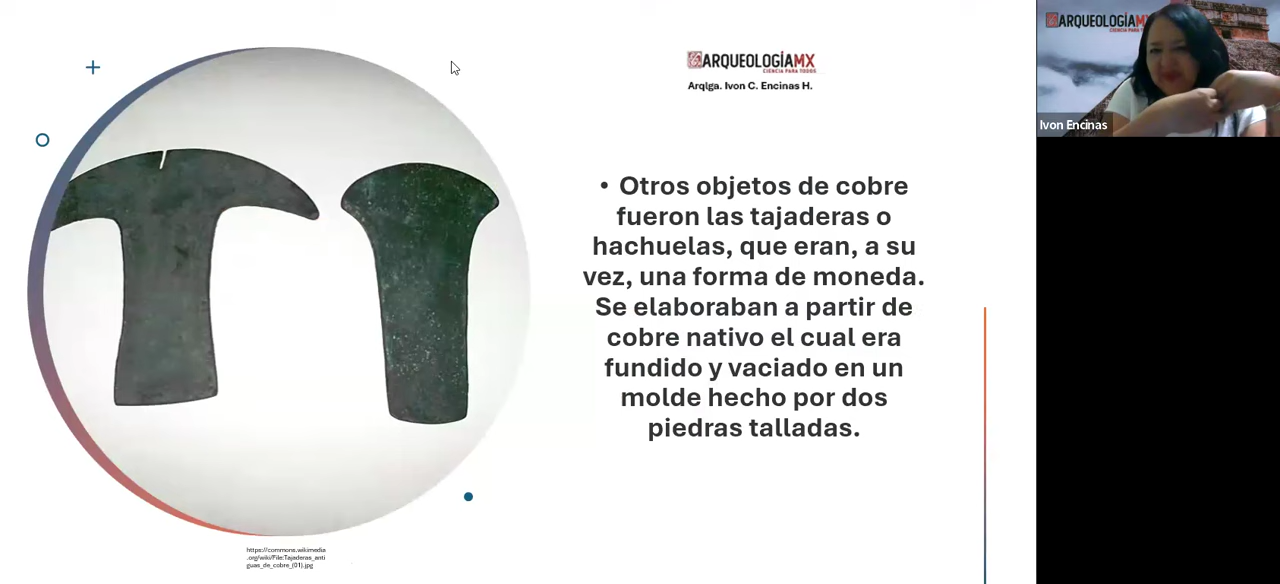 ARQUEOLOGÍAMX
CIENCIA PARA TODOS
Arqlga. Ivon C. Encinas H.
• Otros objetos de cobre
fueron las tajaderas o
hachuelas, que eran, a su
vez, una forma de moneda.
Se elaboraban a partir de
cobre nativo el cual era
fundido y vaciado en un
molde hecho por dos
piedras talladas.
https://commons.wikimedia
.org/wiki/File:Tajaderas_anti
guas_de_cobre_(01).jpg
ARQUEOLOGÍAM
CIENCIA
Ivon Encinas